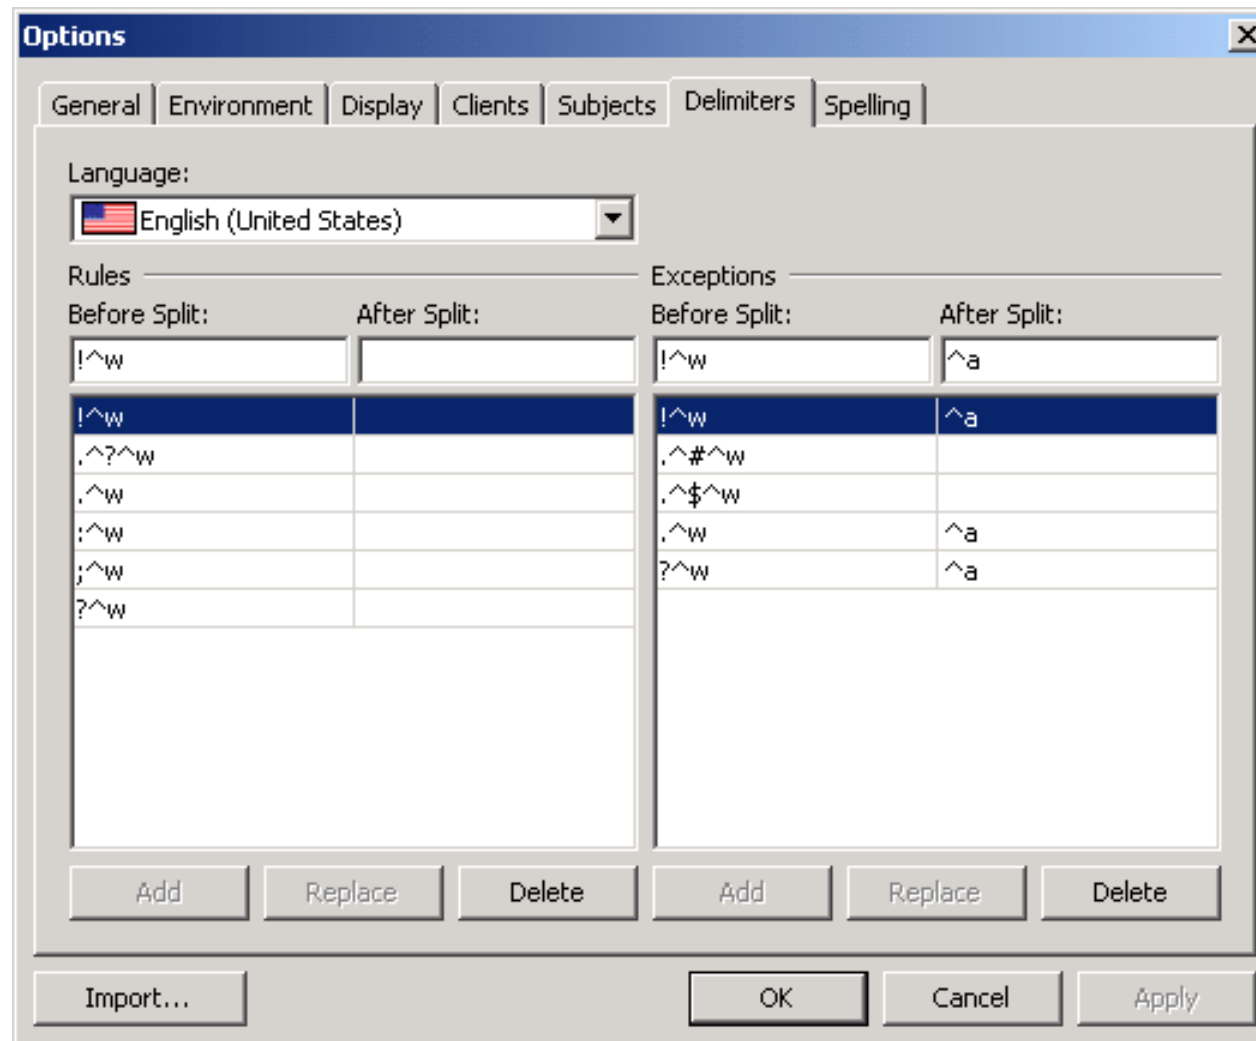 Options
General Environment Display Clients Subjects Delimiters Spelling
Language:
English (United States)
Rules Exceptions
Before Split: After Split: Before Split: After Split:
!^w !^w ^a
!^w !^w ^a
.^?^w .^#^w
.^w .^$^w
:^w .^w ^a
;^w ?^w ^a
?^w
Add Replace Delete Add Replace Delete
Import... OK Cancel Apply